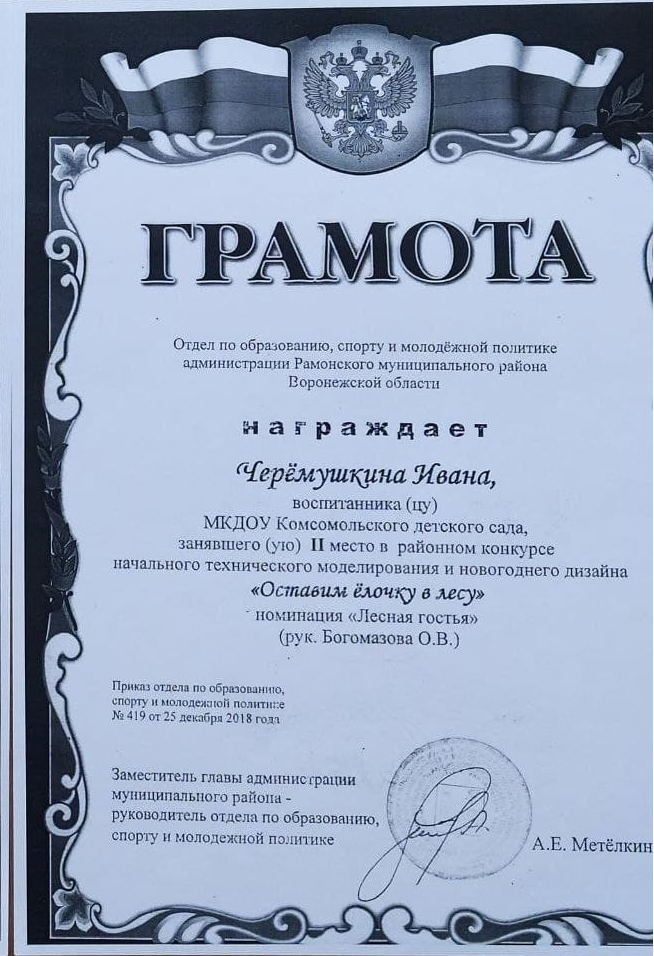 ГРАМОТА
Отдел по образованию, спорту и молодёжной политике
администрации Рамонского муниципального района
Воронежской области
награждает
Черёмушкина Ивана,
воспитанника (цу)
МКДОУ Комсомольского детского сада,
занявшего (ую) II место в районном конкурсе
начального технического моделирования и новогоднего дизайна
«Оставим ёлочку в лесу»
номинация «Лесная гостья»
(рук. Богомазова О.В.)
Приказ отдела по образованию,
спорту и молодежной политике
№ 419 от 25 декабря 2018 года
Заместитель главы администрации
муниципального района -
руководитель отдела по образованию,
спорту и молодежной политике
А.Е. Метёлкин